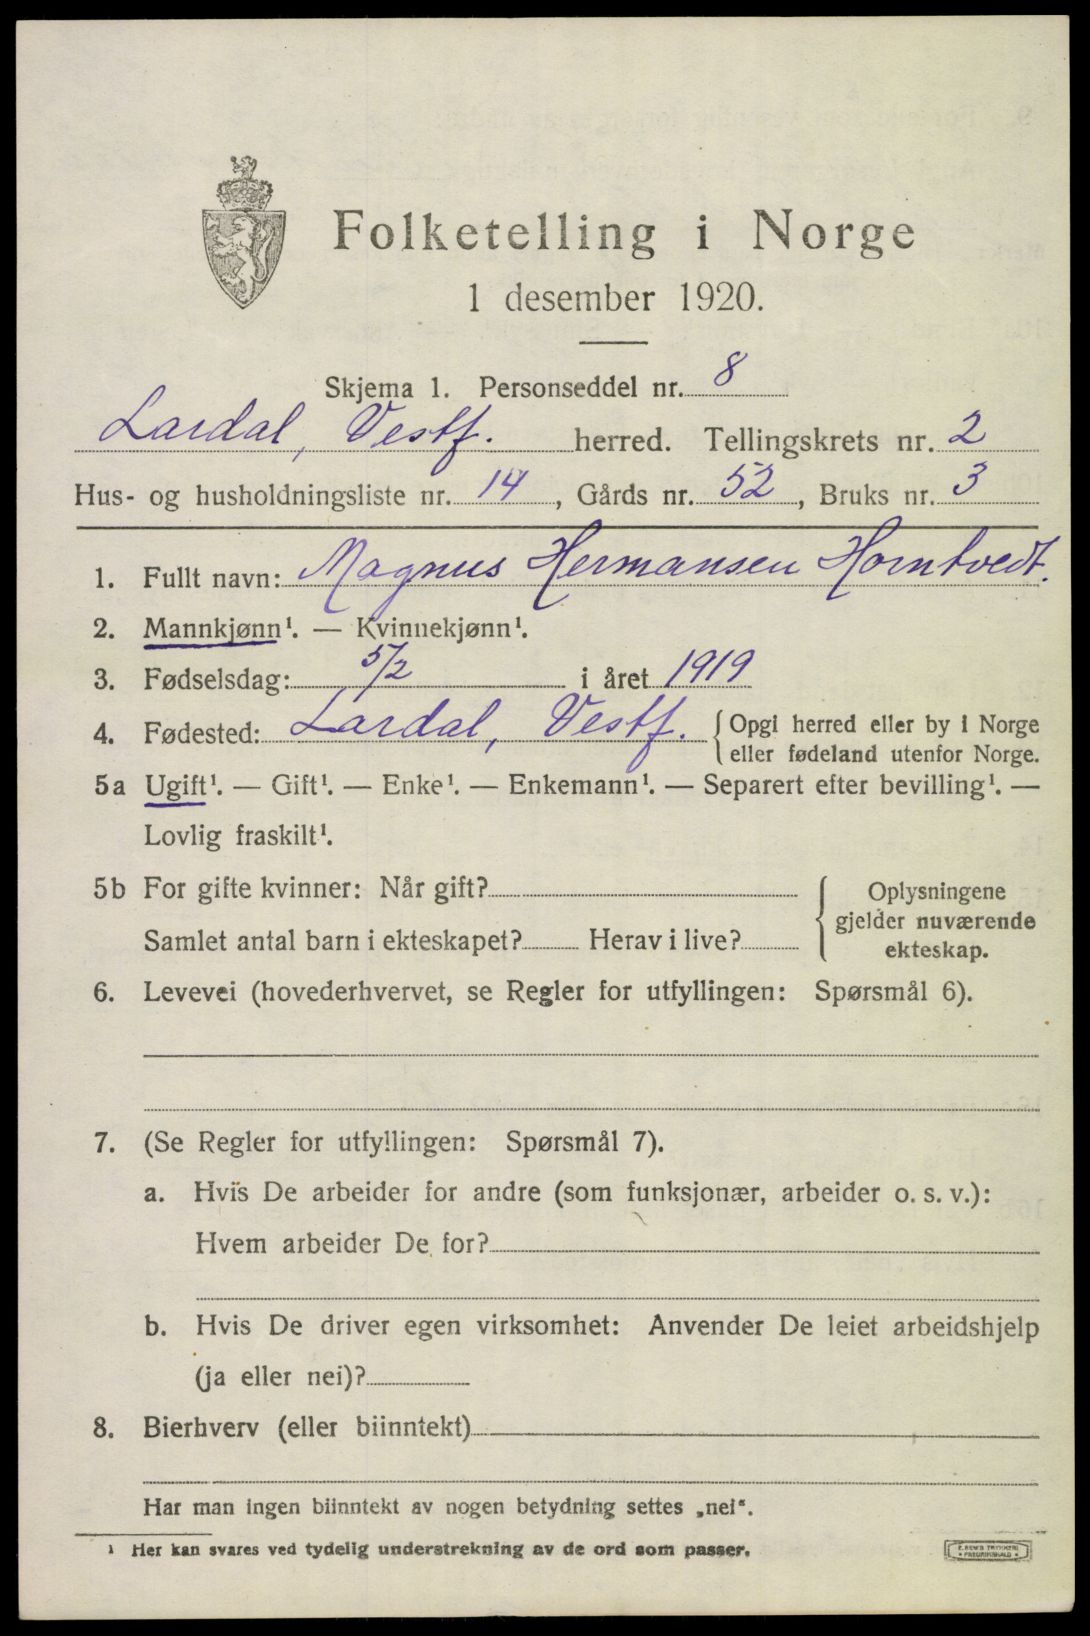 Folketelling i Norge
1 desember 1920.
Skjema 1. Personseddel nr. 8
Lardal, Vestf. herred. Tellingskrets nr. 2
Hus- og husholdningsliste nr. 14, Gårds nr. 52, Bruks nr. 3
1. Fullt navn: Magnus Hermansen Horntvedt.
2. Mannkjønn¹. — Kvinnekjønn¹.
3. Fødselsdag: 5/2 i året 1919
4. Fødested: Lardal, Vestf. { Opgi herred eller by i Norge
eller fødeland utenfor Norge.
5a Ugift¹. — Gift¹. — Enke¹. — Enkemann¹. — Separert efter bevilling¹. —
Lovlig fraskilt¹.
5b For gifte kvinner: Når gift?
Samlet antal barn i ekteskapet? Herav i live?
{ Oplysningene
gjelder nuværende
ekteskap.
6. Levevei (hovederhvervet, se Regler for utfyllingen: Spørsmål 6).
7. (Se Regler for utfyllingen: Spørsmål 7).
a. Hvis De arbeider for andre (som funksjonær, arbeider o. s. v.):
Hvem arbeider De for?
b. Hvis De driver egen virksomhet: Anvender De leiet arbeidshjelp
(ja eller nei)?
8. Bierhverv (eller biinntekt)
Har man ingen biinntekt av nogen betydning settes „nei“.
¹ Her kan svares ved tydelig understrekning av de ord som passer.